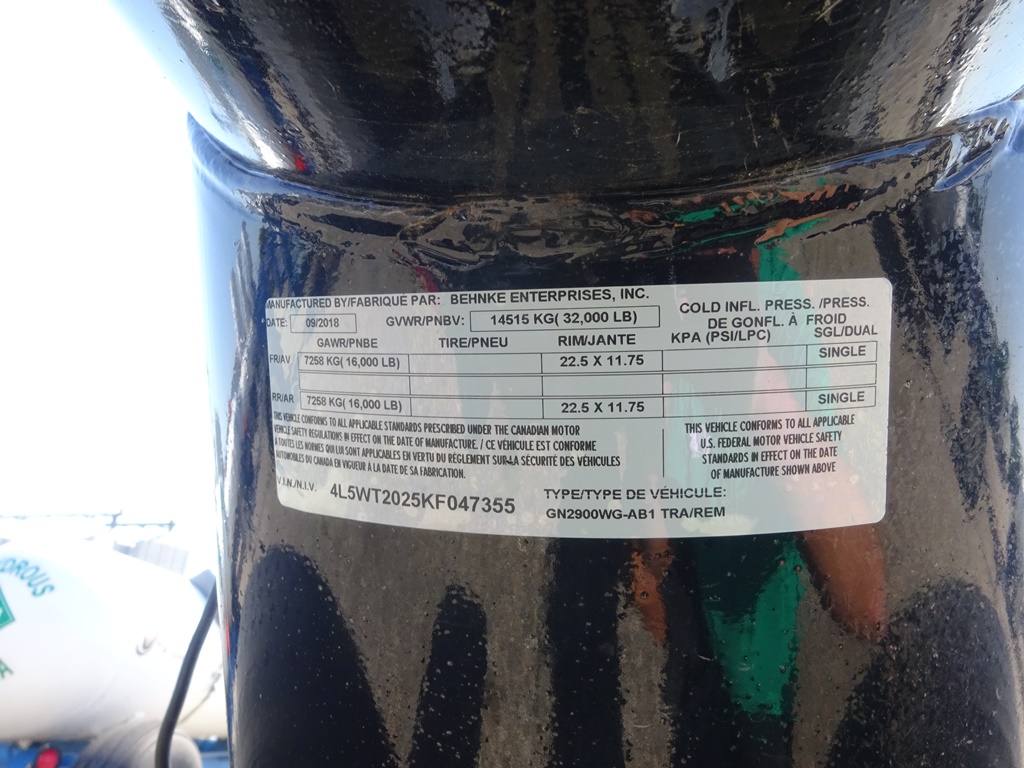 MANUFACTURED BY/FABRIQUÉ PAR: BEHNKE ENTERPRISES, INC.
DATE: 09/2018 GVWR/PNBV: 14515 KG( 32,000 LB)
COLD INFL. PRESS. /PRESS.
DE GONFL. À FROID
GAWR/PNBE TIRE/PNEU RIM/JANTE KPA (PSI/LPC) SGL/DUAL
FR/AV 7258 KG( 16,000 LB) 22.5 X 11.75 SINGLE
RR/AR 7258 KG( 16,000 LB) 22.5 X 11.75 SINGLE
THIS VEHICLE CONFORMS TO ALL APPLICABLE STANDARDS PRESCRIBED UNDER THE CANADIAN MOTOR
VEHICLE SAFETY REGULATIONS IN EFFECT ON THE DATE OF MANUFACTURE. / CE VÉHICULE EST CONFORME
À TOUTES LES NORMES QUI LUI SONT APPLICABLES EN VERTU DU RÈGLEMENT SUR LA SÉCURITÉ DES VÉHICULES
AUTOMOBILES DU CANADA EN VIGUEUR À LA DATE DE SA FABRICATION.
THIS VEHICLE CONFORMS TO ALL APPLICABLE
U.S. FEDERAL MOTOR VEHICLE SAFETY
STANDARDS IN EFFECT ON THE DATE
OF MANUFACTURE SHOWN ABOVE
V.I.N./N.I.V. 4L5WT2025KF047355
TYPE/TYPE DE VÉHICULE:
GN2900WG-AB1 TRA/REM